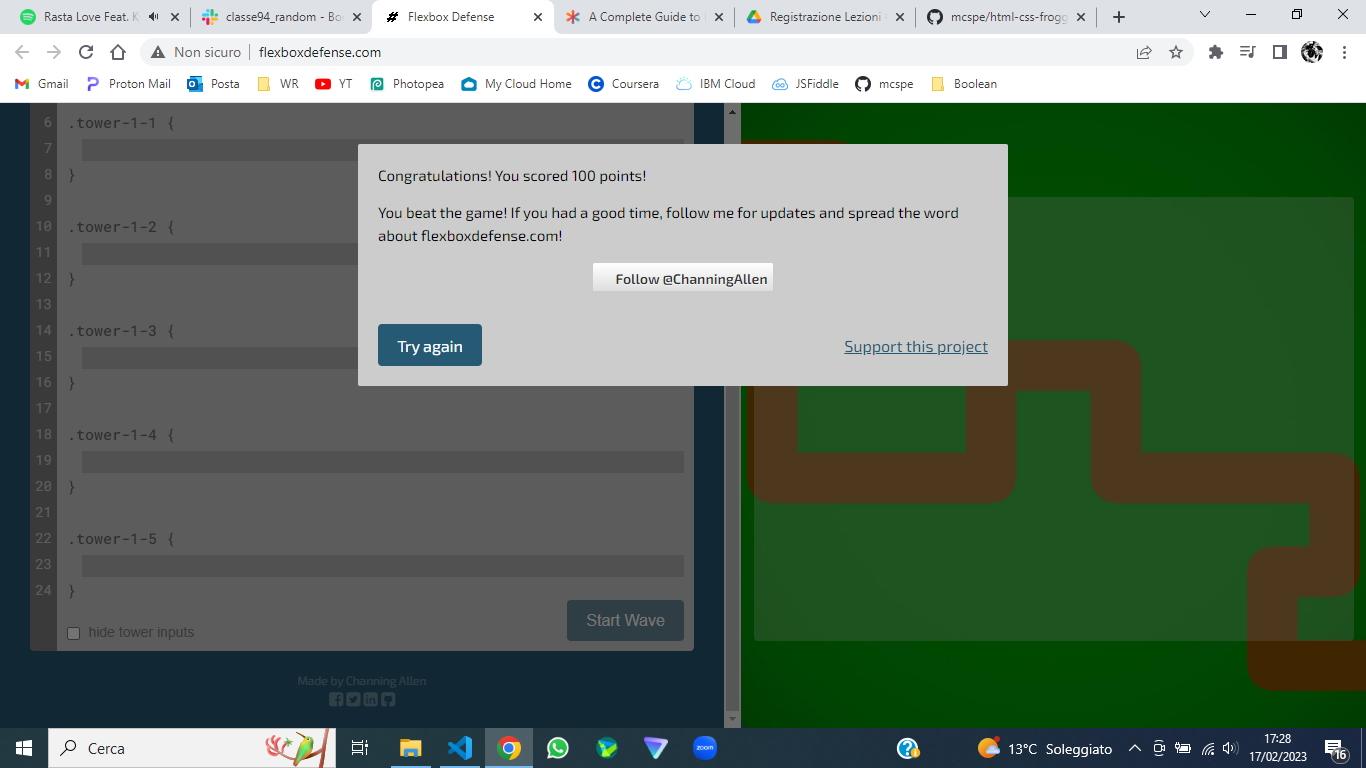 Rasta Love Feat. K
classe94_random - Bo
Flexbox Defense
A Complete Guide to
Registrazione Lezioni
mcspe/html-css-frogg
Non sicuro
flexboxdefense.com
Gmail
Proton Mail
Posta
WR
YT
Photopea
My Cloud Home
Coursera
IBM Cloud
JSFiddle
mcspe
Boolean
6 .tower-1-1 {
7
8 }
9
10 .tower-1-2 {
11
12 }
13
14 .tower-1-3 {
15
16 }
17
18 .tower-1-4 {
19
20 }
21
22 .tower-1-5 {
23
24 }
hide tower inputs
Start Wave
Made by Channing Allen
Congratulations! You scored 100 points!
You beat the game! If you had a good time, follow me for updates and spread the word
about flexboxdefense.com!
Follow @ChanningAllen
Try again
Support this project
Cerca
zoom
13°C Soleggiato
17:28
17/02/2023
16